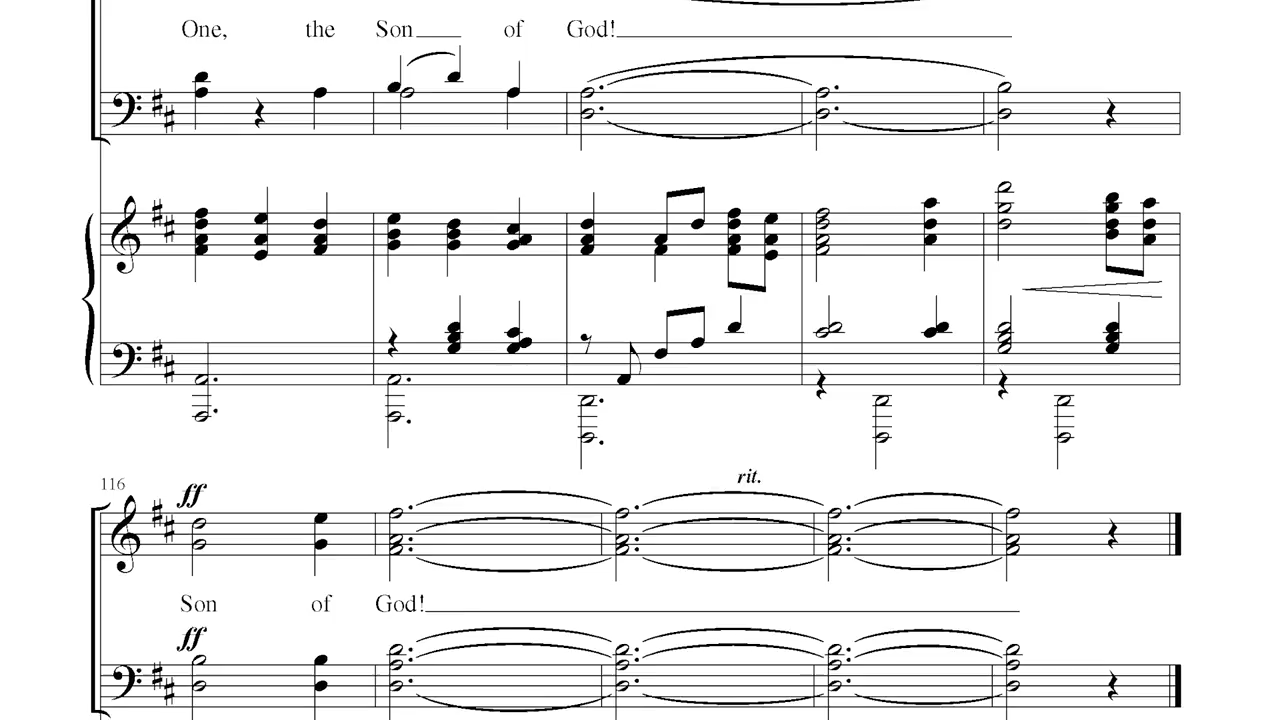 One, the Son of God!
116
ff
rit.
Son of God!
ff